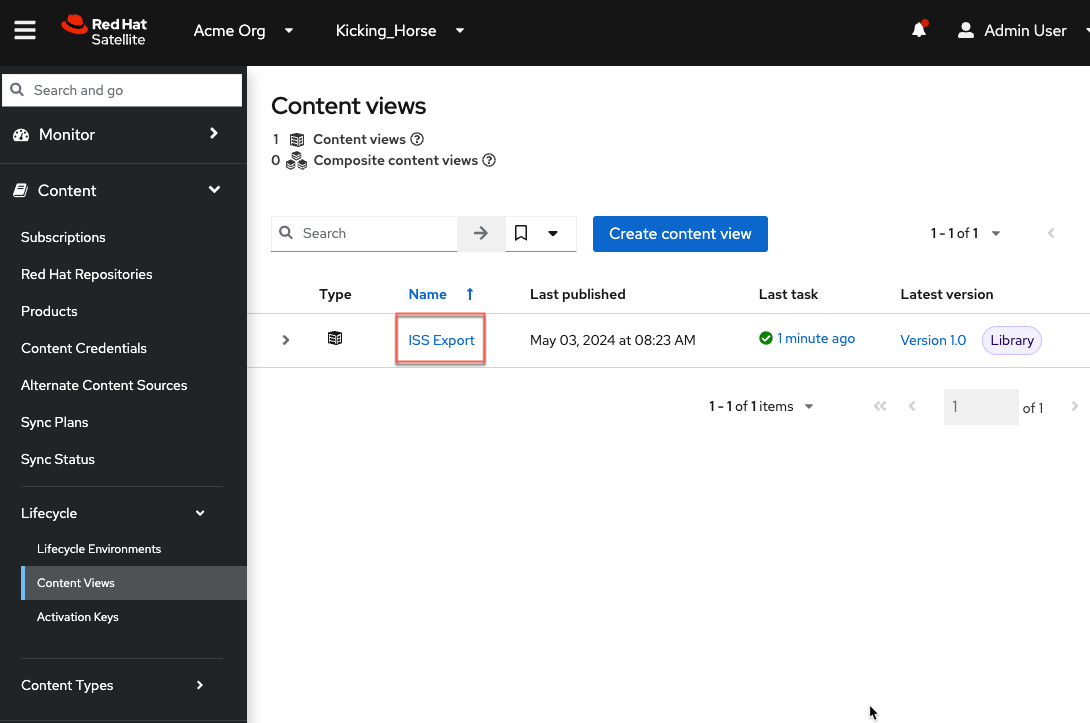 Red Hat
Satellite
Acme Org
Kicking_Horse
Admin User
Search and go
Monitor
Content
Subscriptions
Red Hat Repositories
Products
Content Credentials
Alternate Content Sources
Sync Plans
Sync Status
Lifecycle
Lifecycle Environments
Content Views
Activation Keys
Content Types
Content views
1 Content views
0 Composite content views
Search
Create content view
1 - 1 of 1
Type Name Last published Last task Latest version
ISS Export May 03, 2024 at 08:23 AM 1 minute ago Version 1.0 Library
1 - 1 of 1 items
1 of 1